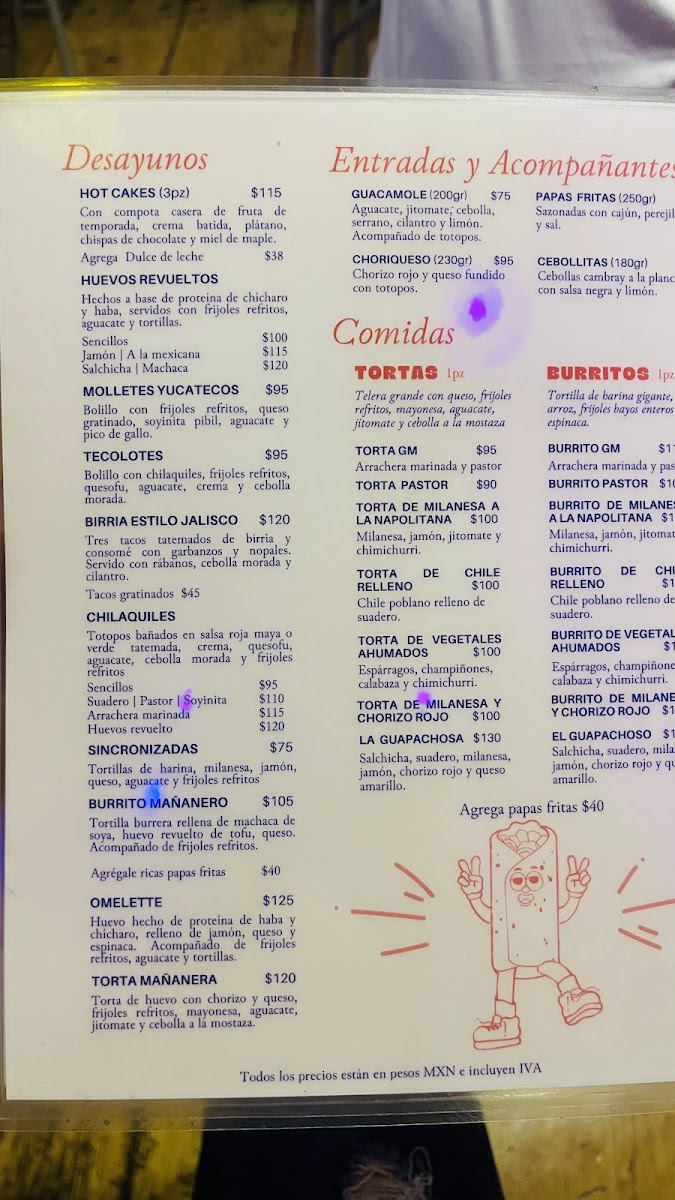 Desayunos
HOT CAKES (3pz) $115
Con compota casera de fruta de
temporada, crema batida, plátano,
chispas de chocolate y miel de maple.
Agrega Dulce de leche $38
HUEVOS REVUELTOS
Hechos a base de proteina de chicharo
y haba, servidos con frijoles refritos,
aguacate y tortillas.
Sencillos $100
Jamón | A la mexicana $115
Salchicha | Machaca $120
MOLLETES YUCATECOS $95
Bolillo con frijoles refritos, queso
gratinado, soyinita pibil, aguacate y
pico de gallo.
TECOLOTES $95
Bolillo con chilaquiles, frijoles refritos,
quesofu, aguacate, crema y cebolla
morada.
BIRRIA ESTILO JALISCO $120
Tres tacos tatemados de birria y
consomé con garbanzos y nopales.
Servido con rábanos, cebolla morada y
cilantro.
Tacos gratinados $45
CHILAQUILES
Totopos bañados en salsa roja maya o
verde tatemada, crema, quesofu,
aguacate, cebolla morada y frijoles
refritos
Sencillos $95
Suadero | Pastor | Soyinita $110
Arrachera marinada $115
Huevos revuelto $120
SINCRONIZADAS $75
Tortillas de harina, milanesa, jamón,
queso, aguacate y frijoles refritos
BURRITO MAÑANERO $105
Tortilla burrera rellena de machaca de
soya, huevo revuelto de tofu, queso.
Acompañado de frijoles refritos.
Agrégale ricas papas fritas $40
OMELETTE $125
Huevo hecho de proteína de haba y
chicharo, relleno de jamón, queso y
espinaca. Acompañado de frijoles
refritos, aguacate y tortillas.
TORTA MAÑANERA $120
Torta de huevo con chorizo y queso,
frijoles refritos, mayonesa, aguacate,
jitomate y cebolla a la mostaza.
Entradas y Acompañantes
GUACAMOLE (200gr) $75
Aguacate, jitomate, cebolla,
serrano, cilantro y limón.
Acompañado de totopos.
CHORIQUESO (230gr) $95
Chorizo rojo y queso fundido
con totopos.
PAPAS FRITAS (250gr)
Sazonadas con cajún, perejil
y sal.
CEBOLLITAS (180gr)
Cebollas cambray a la planc
con salsa negra y limón.
Comidas
TORTAS 1pz
Telera grande con queso, frijoles
refritos, mayonesa, aguacate,
jitomate y cebolla a la mostaza
TORTA GM $95
Arrachera marinada y pastor
TORTA PASTOR $90
TORTA DE MILANESA A
LA NAPOLITANA $100
Milanesa, jamón, jitomate y
chimichurri.
TORTA DE CHILE
RELLENO $100
Chile poblano relleno de
suadero.
TORTA DE VEGETALES
AHUMADOS $100
Espárragos, champiñones,
calabaza y chimichurri.
TORTA DE MILANESA Y
CHORIZO ROJO $100
LA GUAPACHOSA $130
Salchicha, suadero, milanesa,
jamón, chorizo rojo y queso
amarillo.
BURRITOS 1pz
Tortilla de harina gigante,
arroz, frijoles bayos enteros
espinaca.
BURRITO GM $11
Arrachera marinada y pas
BURRITO PASTOR $10
BURRITO DE MILANES
A LA NAPOLITANA $1
Milanesa, jamón, jitomat
chimichurri.
BURRITO DE CHI
RELLENO $1
Chile poblano relleno de
suadero.
BURRITO DE VEGETAL
AHUMADOS $1
Espárragos, champiñone
calabaza y chimichurri.
BURRITO DE MILANE
Y CHORIZO ROJO $1
EL GUAPACHOSO $1
Salchicha, suadero, mila
jamón, chorizo rojo y qu
amarillo.
Agrega papas fritas $40
Todos los precios están en pesos MXN e incluyen IVA